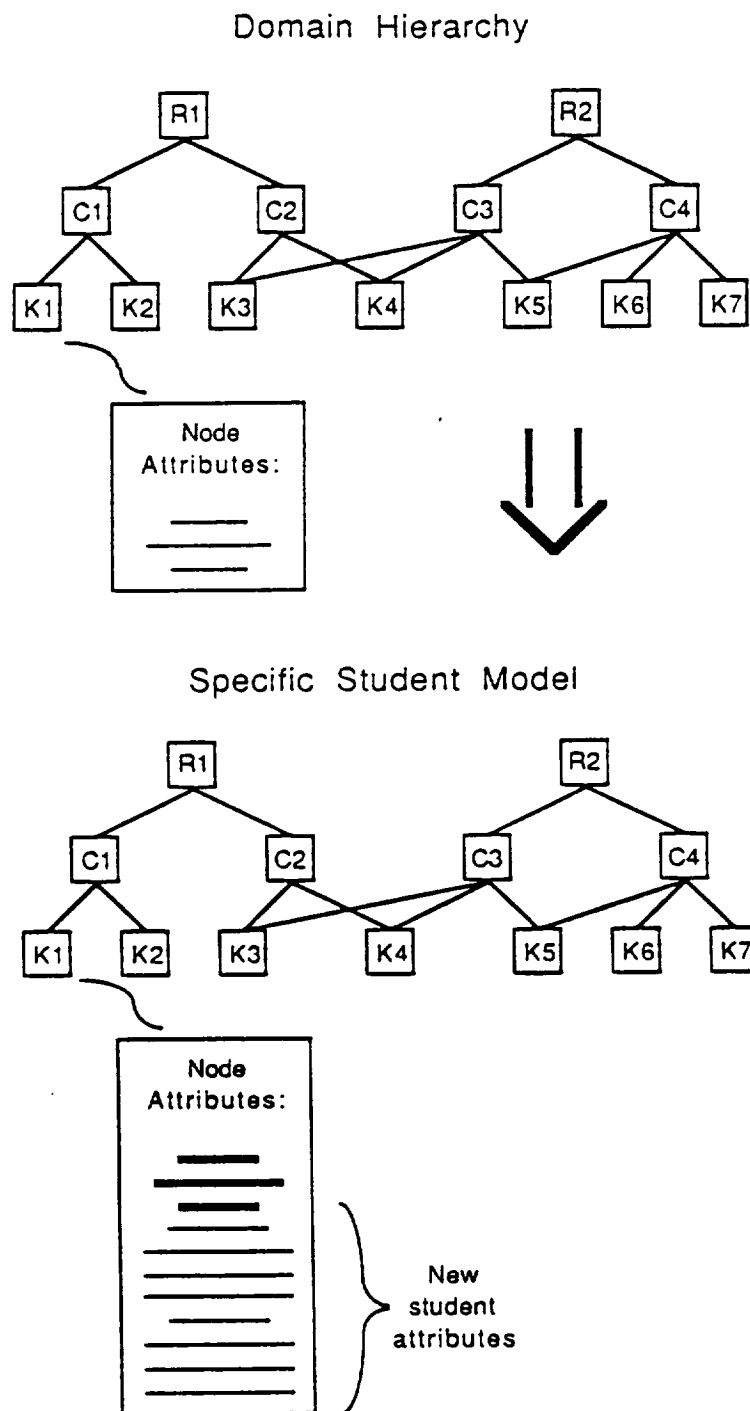 Domain Hierarchy
R1 R2
C1 C2 C3 C4
K1 K2 K3 K4 K5 K6 K7
Node
Attributes:
Specific Student Model
R1 R2
C1 C2 C3 C4
K1 K2 K3 K4 K5 K6 K7
Node
Attributes:
New
student
attributes